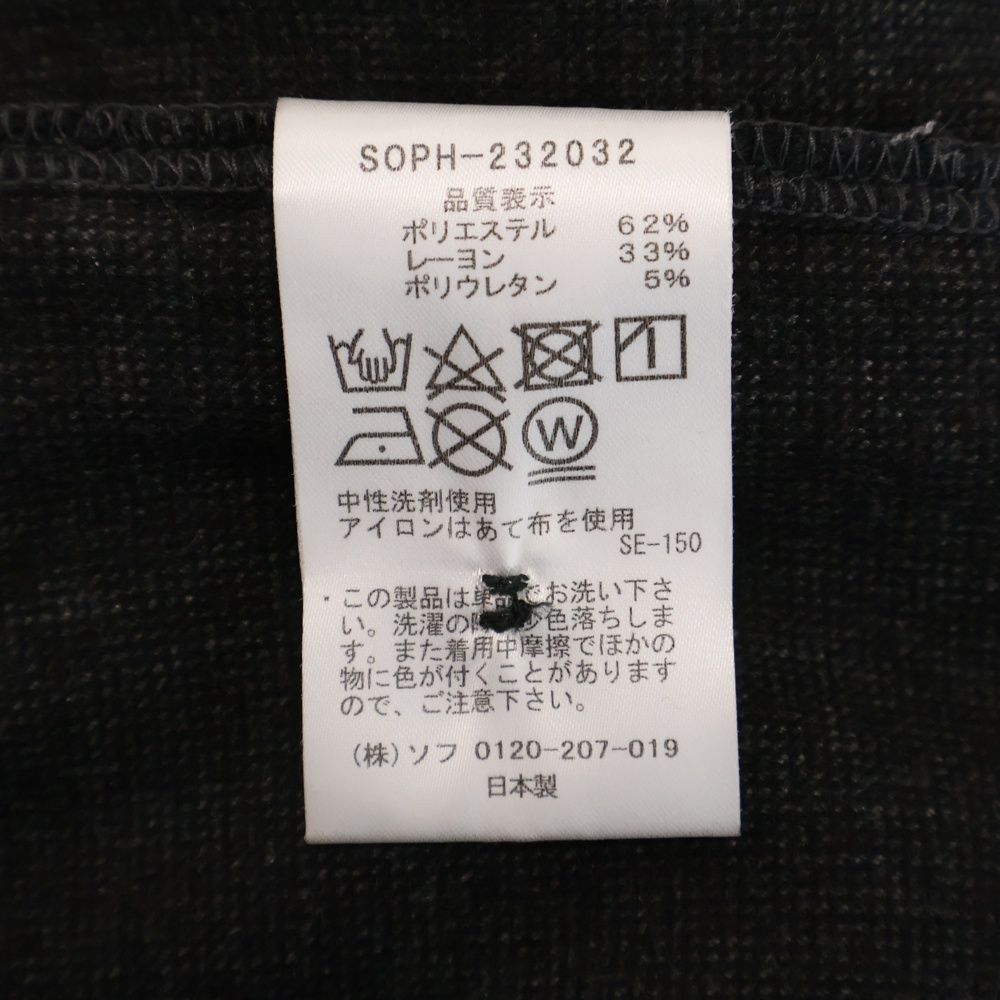 SOPH-232032
品質表示
ポリエステル 62%
レーヨン 33%
ポリウレタン 5%
W
中性洗剤使用
アイロンはあて布を使用
SE-150
・この製品は単品でお洗い下さ
い。洗濯の際 少色落ちしま
す。また着用中摩擦でほかの
物に色が付くことがあります
ので、ご注意下さい。
(株)ソフ 0120-207-019
日本製